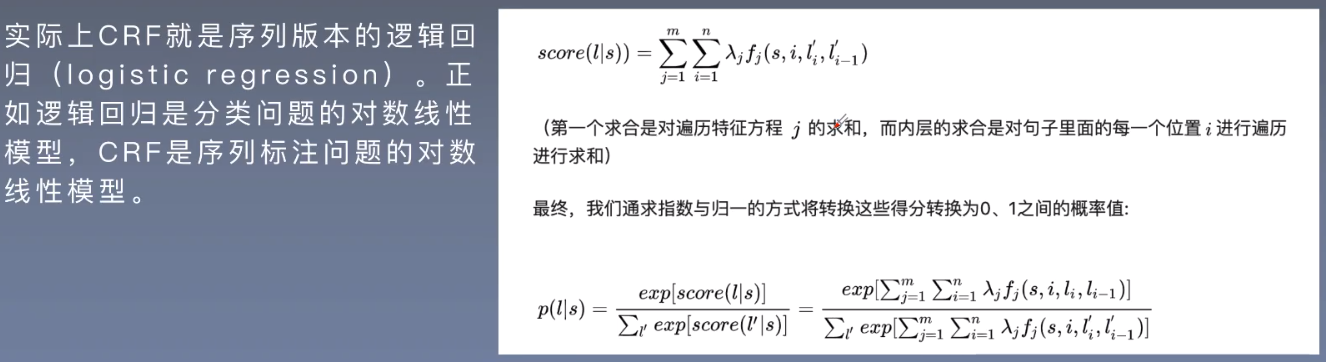 实际上CRF就是序列版本的逻辑回
归（logistic regression）。正
如逻辑回归是分类问题的对数线性
模型，CRF是序列标注问题的对数
线性模型。
score(l|s)) = \sum_{j=1}^{m} \sum_{i=1}^{n} λ_j f_j(s, i, l'_i, l'_{i-1})
（第一个求合是对遍历特征方程 j 的求和，而内层的求合是对句子里面的每一个位置 i 进行遍历
进行求和）
最终，我们通求指数与归一的方式将转换这些得分转换为0、1之间的概率值:
p(l|s) = \frac{exp[score(l|s)]}{\sum_{l'} exp[score(l'|s)]} = \frac{exp[\sum_{j=1}^{m} \sum_{i=1}^{n} λ_j f_j(s, i, l_i, l_{i-1})]}{\sum_{l'} exp[\sum_{j=1}^{m} \sum_{i=1}^{n} λ_j f_j(s, i, l'_i, l'_{i-1})]}